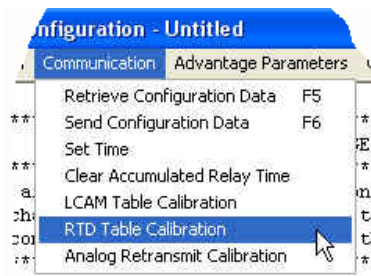 nfiguration - Untitled
Communication Advantage Parameters
Retrieve Configuration Data F5
Send Configuration Data F6
Set Time
Clear Accumulated Relay Time
LCAM Table Calibration
RTD Table Calibration
Analog Retransmit Calibration